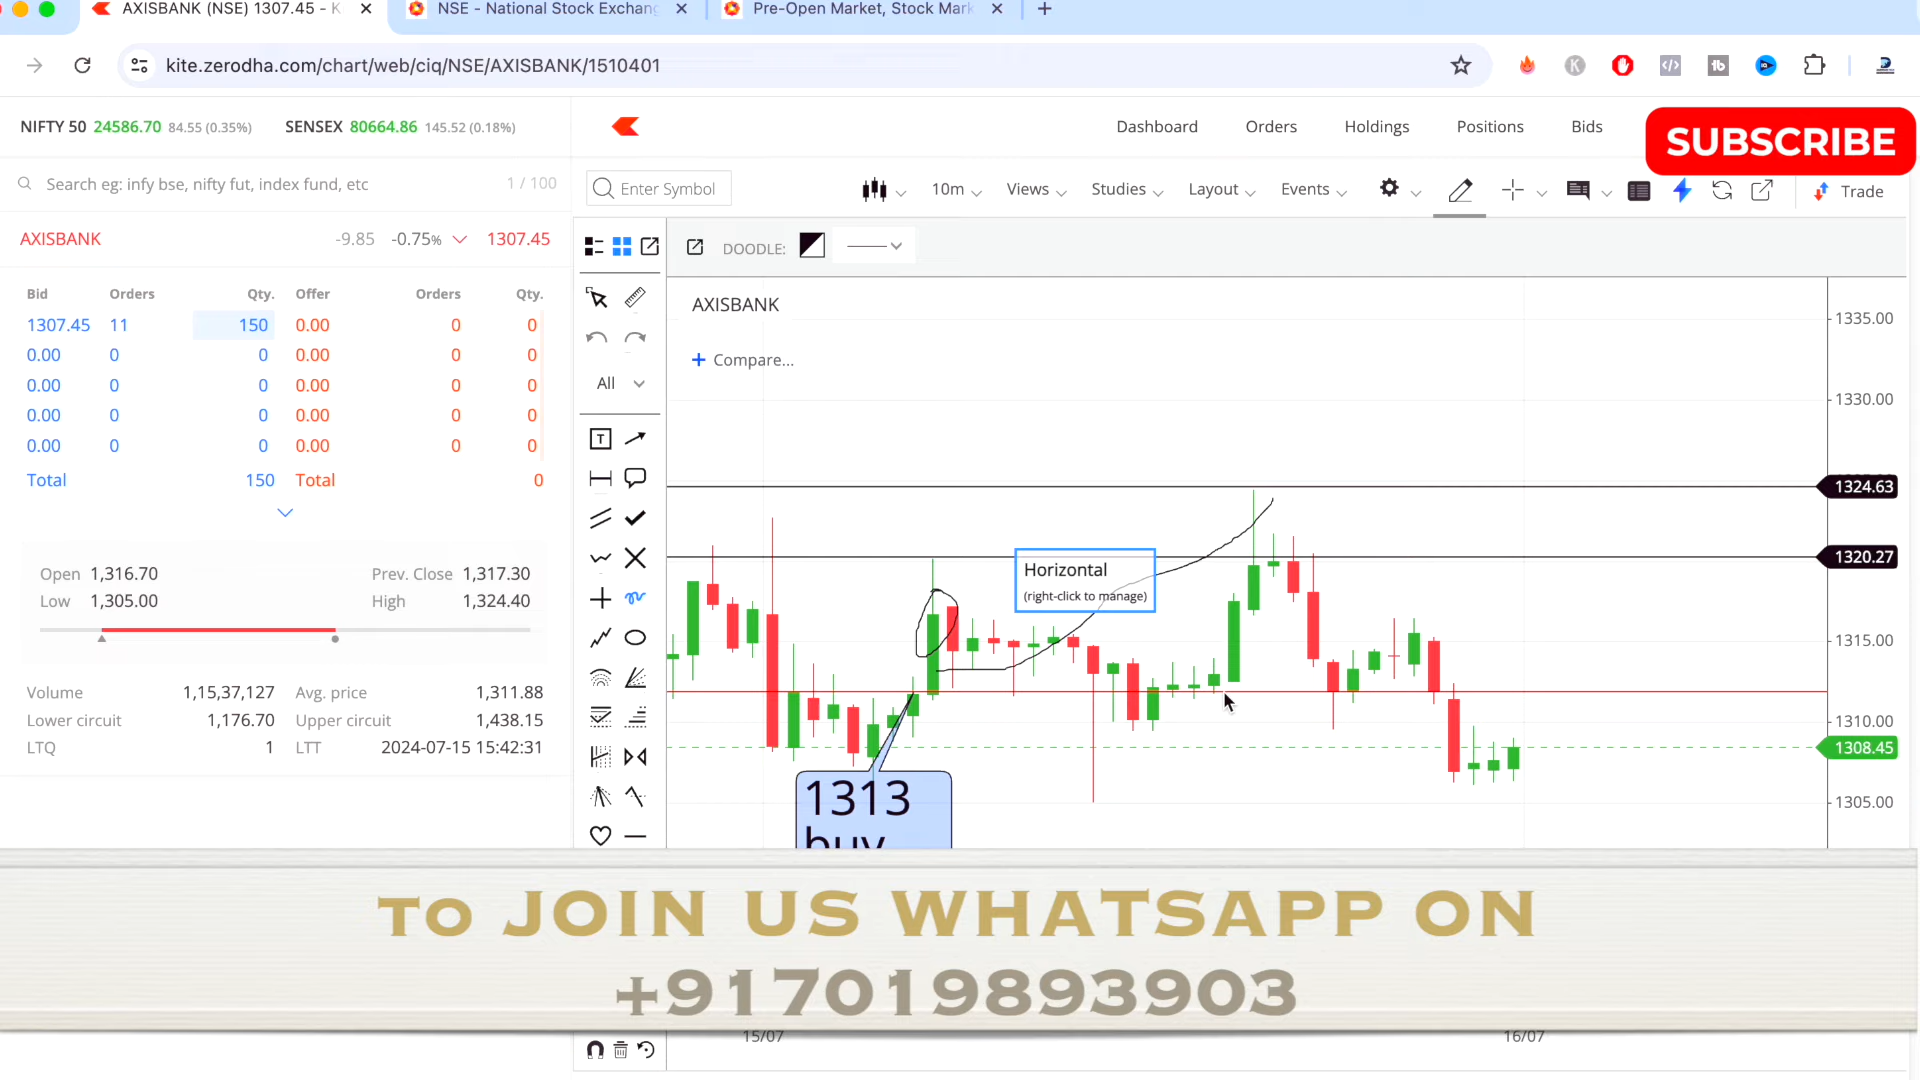 AXISBANK (NSE) 1307.45 - K
NSE - National Stock Exchang
Pre-Open Market, Stock Mark
kite.zerodha.com/chart/web/ciq/NSE/AXISBANK/1510401
NIFTY 50 24586.70 84.55 (0.35%) SENSEX 80664.86 145.52 (0.18%)
Dashboard Orders Holdings Positions Bids
SUBSCRIBE
Search eg: infy bse, nifty fut, index fund, etc 1 / 100
Enter Symbol 10m Views Studies Layout Events Trade
AXISBANK -9.85 -0.75% 1307.45
DOODLE:
Bid Orders Qty. Offer Orders Qty.
1307.45 11 150 0.00 0 0
0.00 0 0 0.00 0 0
0.00 0 0 0.00 0 0
0.00 0 0 0.00 0 0
0.00 0 0 0.00 0 0
Total 150 Total 0
Open 1,316.70 Prev. Close 1,317.30
Low 1,305.00 High 1,324.40
Volume 1,15,37,127 Avg. price 1,311.88
Lower circuit 1,176.70 Upper circuit 1,438.15
LTQ 1 LTT 2024-07-15 15:42:31
All
T
AXISBANK
Compare...
1335.00
1330.00
1324.63
1320.27
1315.00
1310.00
1308.45
1305.00
Horizontal
(right-click to manage)
1313
buy
To JOIN US WHATSAPP ON
+917019893903
15/07 16/07